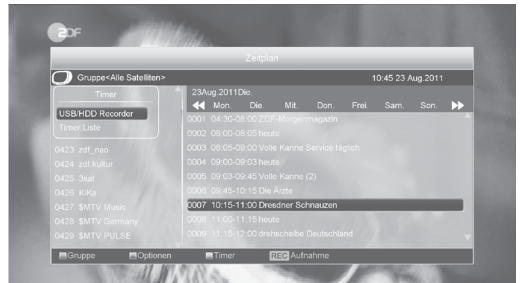 ZDF
Zeitplan
Gruppe<Alle Satelliten>
10:45 23 Aug.2011
Timer
USB/HDD Recorder
Timer Liste
0423 zdf_neo
0424 zdf.kultur
0425 3sat
0426 KiKa
0427 $MTV Music
0428 $MTV Germany
0429 $MTV PULSE
23Aug.2011Die.
Mon. Die. Mit. Don. Frei. Sam. Son.
0001 04:30-08:00 ZDF-Morgenmagazin
0002 08:00-08:05 heute
0003 08:05-09:00 Volle Kanne Service täglich
0004 09:00-09:03 heute
0005 09:03-09:45 Volle Kanne (2)
0006 09:45-10:15 Die Ärzte
0007 10:15-11:00 Dresdner Schnauzen
0008 11:00-11:15 heute
0009 11:15-12:00 drehscheibe Deutschland
Gruppe Optionen Timer REC Aufnahme